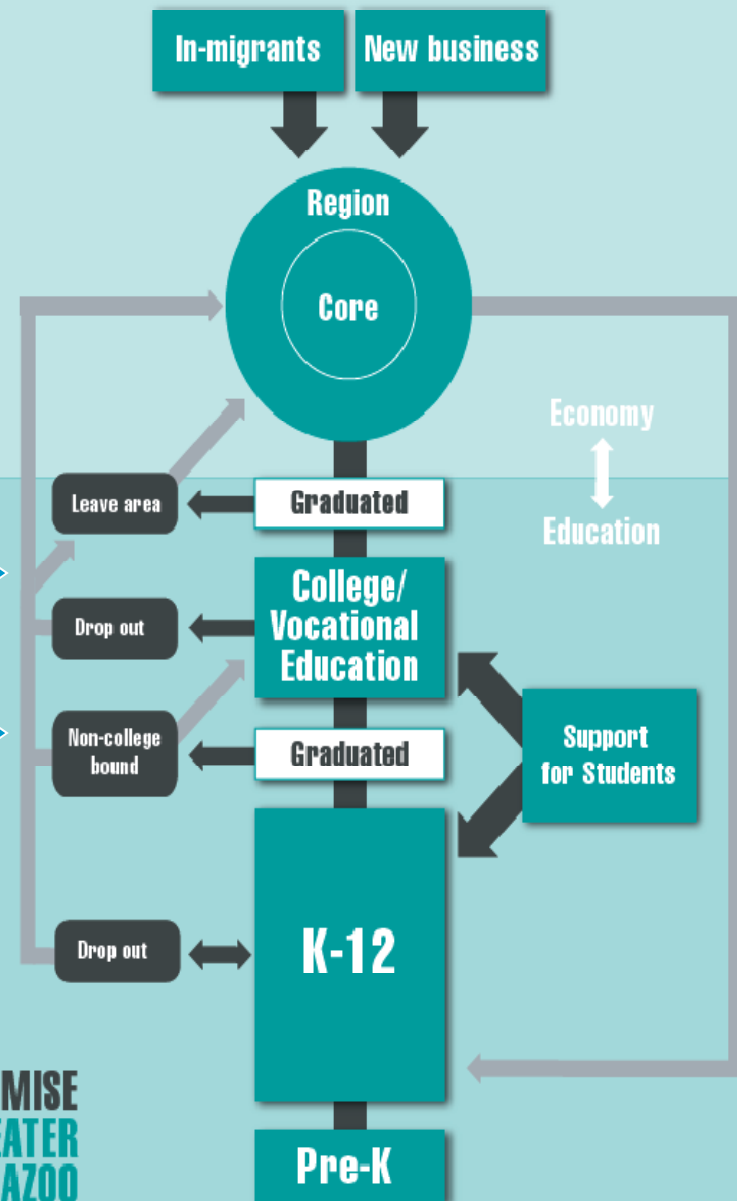 In-migrants
New business
Region
Core
Economy
Education
Leave area
Graduated
College/
Vocational
Education
Drop out
Non-college
bound
Graduated
Support
for Students
Drop out
K-12
MISE
EATER
AZOO
Pre-K